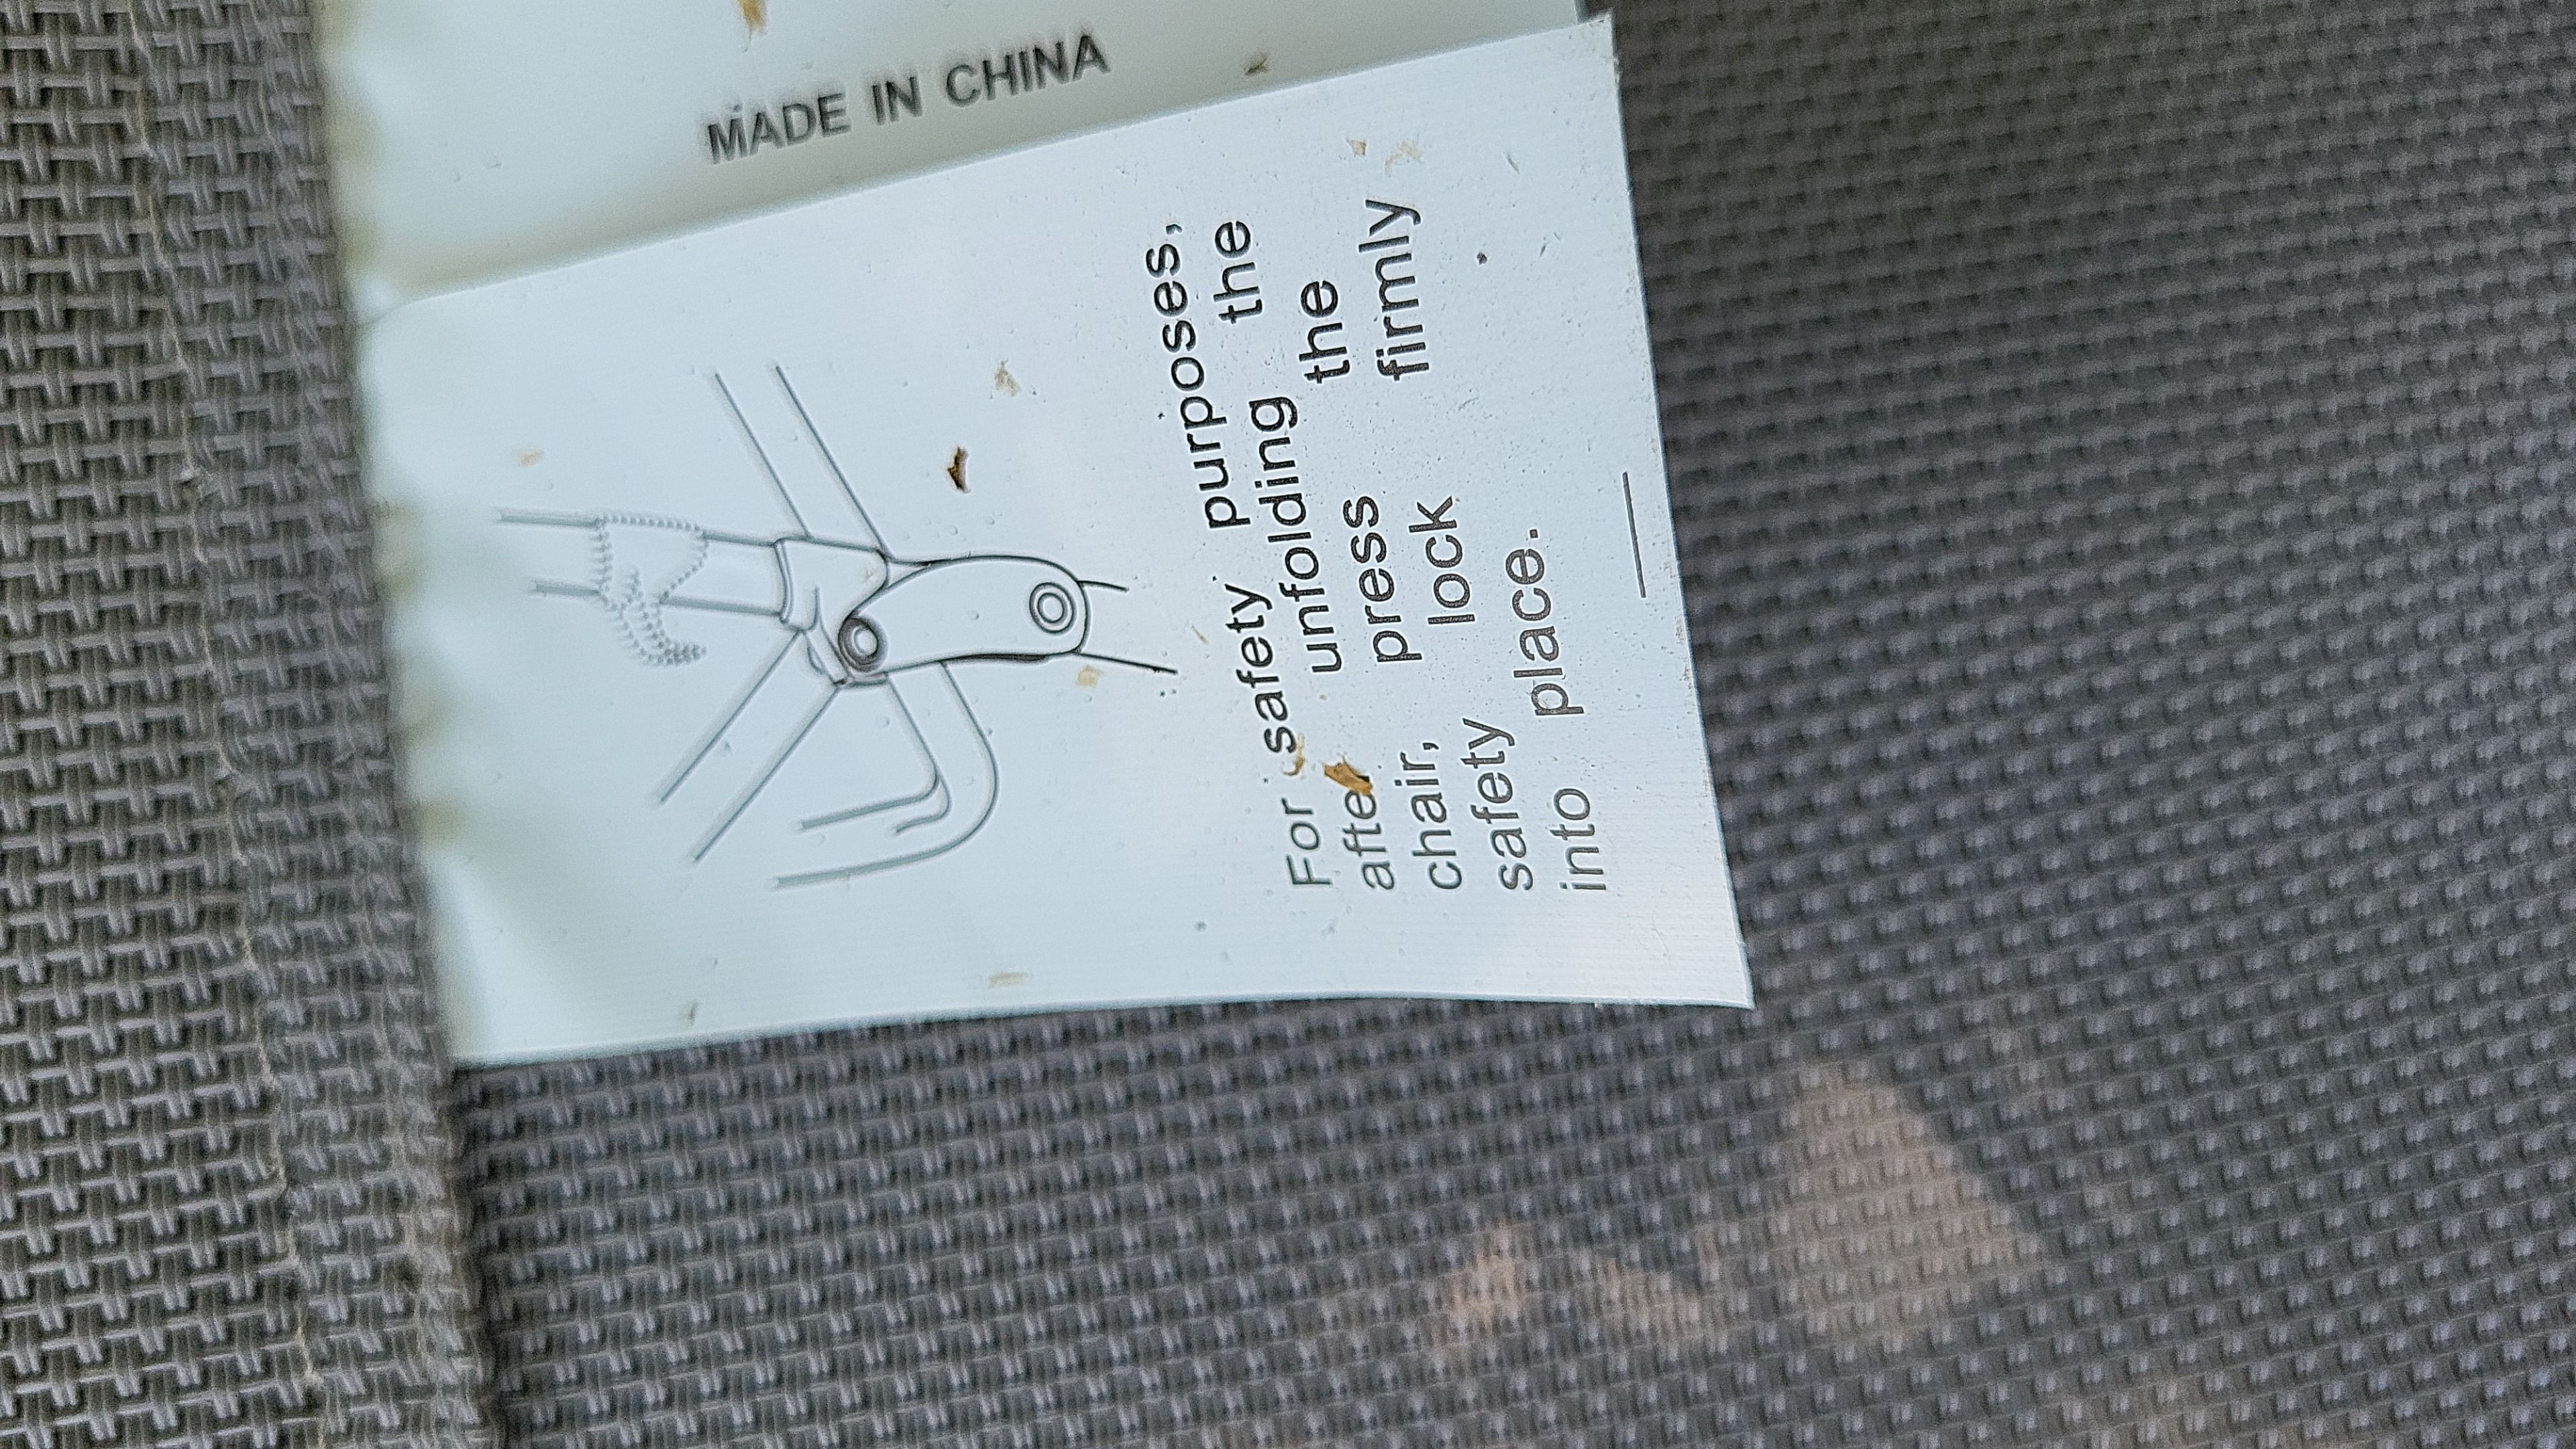 MADE IN CHINA
For safety purposes,
after unfolding the
chair, press the
safety lock firmly
into place.